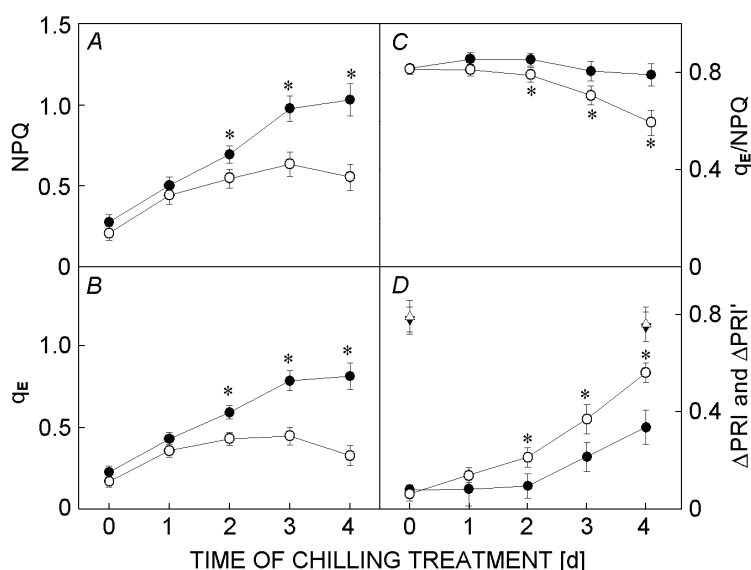 A
C
1.5
1.0
0.5
0
NPQ
* * *
* * *
0.8
0.4
0
qE/NPQ
B
D
1.0
0.5
0
qE
* * *
* * *
0.8
0.4
0
ΔPRI and ΔPRI'
0 1 2 3 4
0 1 2 3 4
TIME OF CHILLING TREATMENT [d]